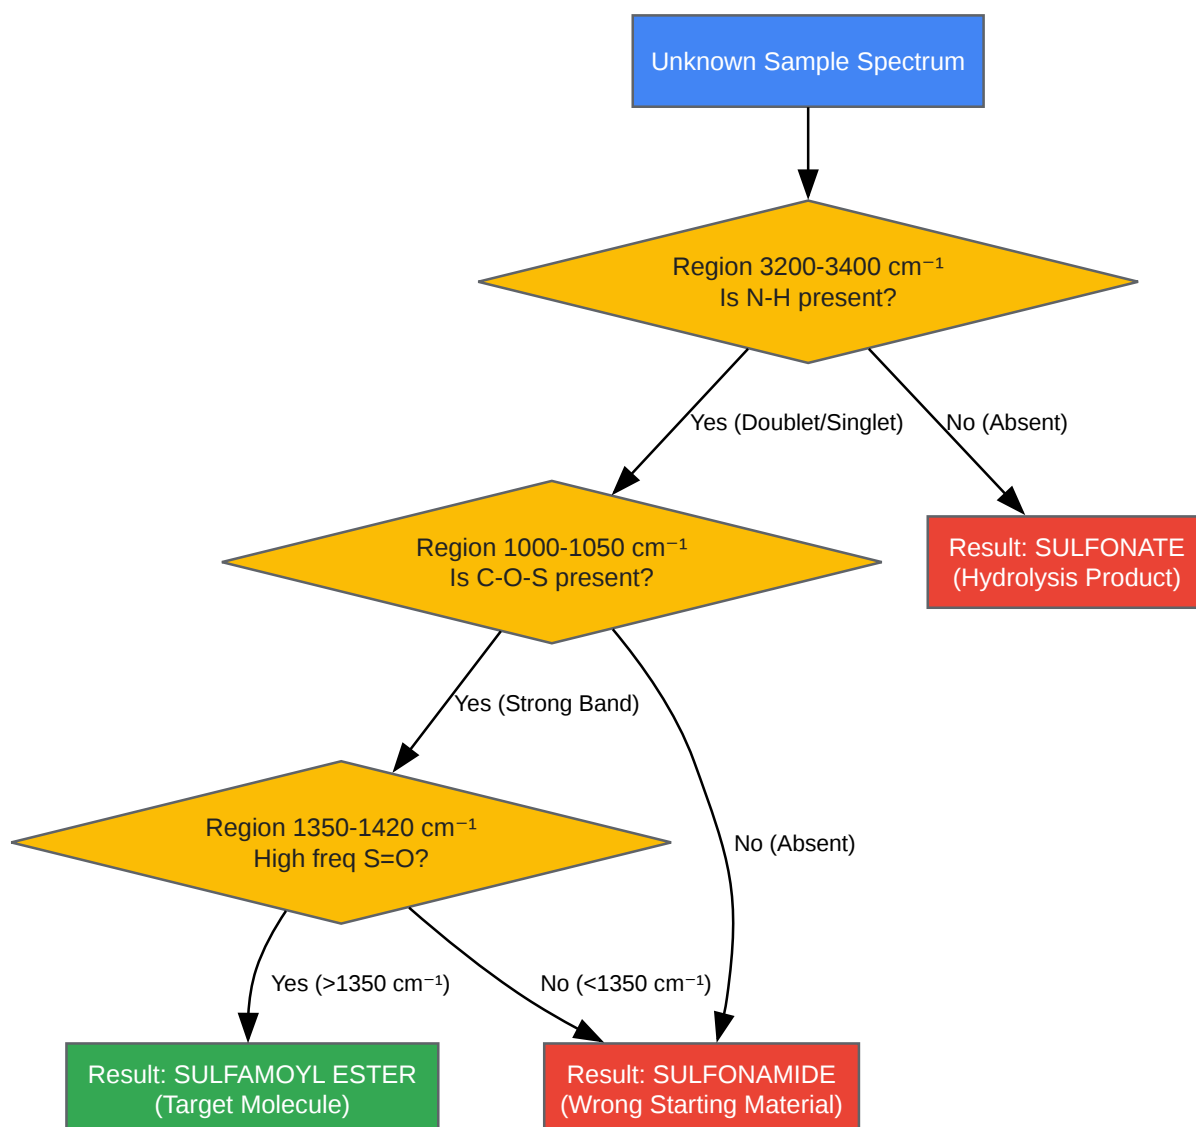 Unknown Sample Spectrum
Region 3200-3400 cm⁻¹
Is N-H present?
Yes (Doublet/Singlet)
No (Absent)
Region 1000-1050 cm⁻¹
Is C-O-S present?
Result: SULFONATE
(Hydrolysis Product)
Yes (Strong Band)
No (Absent)
Region 1350-1420 cm⁻¹
High freq S=O?
Yes (>1350 cm⁻¹)
No (<1350 cm⁻¹)
Result: SULFAMOYL ESTER
(Target Molecule)
Result: SULFONAMIDE
(Wrong Starting Material)